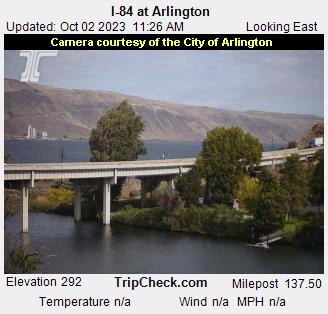 I-84 at Arlington
Updated: Oct 02 2023 11:26 AM Looking East
Camera courtesy of the City of Arlington
Elevation 292 TripCheck.com Milepost 137.50
Temperature n/a Wind n/a MPH n/a